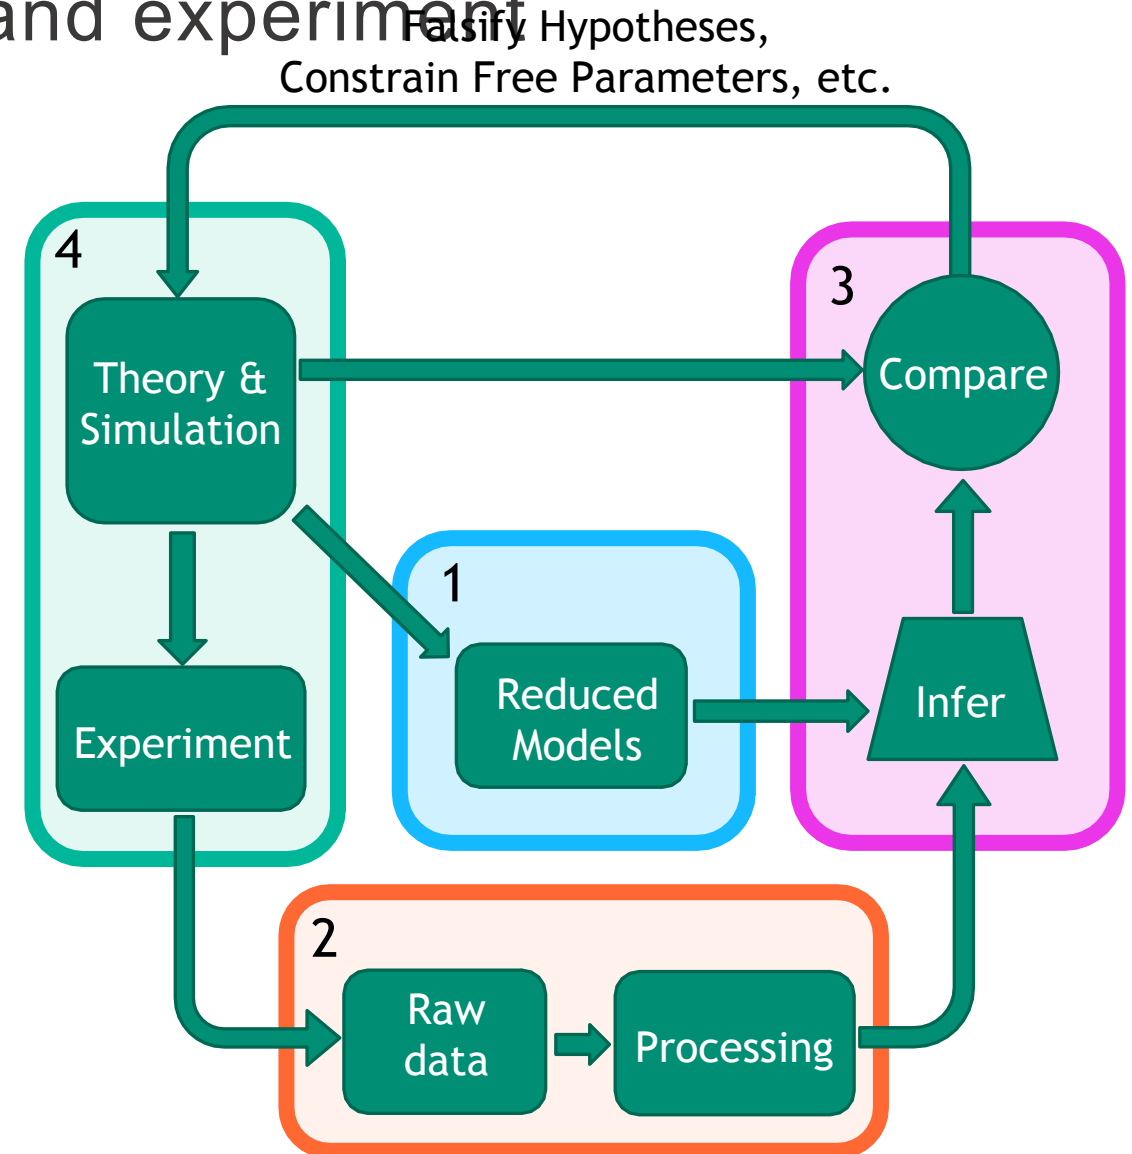 and experiment
Falsify Hypotheses,
Constrain Free Parameters, etc.
4
3
Theory &
Simulation
Compare
1
Reduced
Models
Infer
Experiment
2
Raw
data
Processing